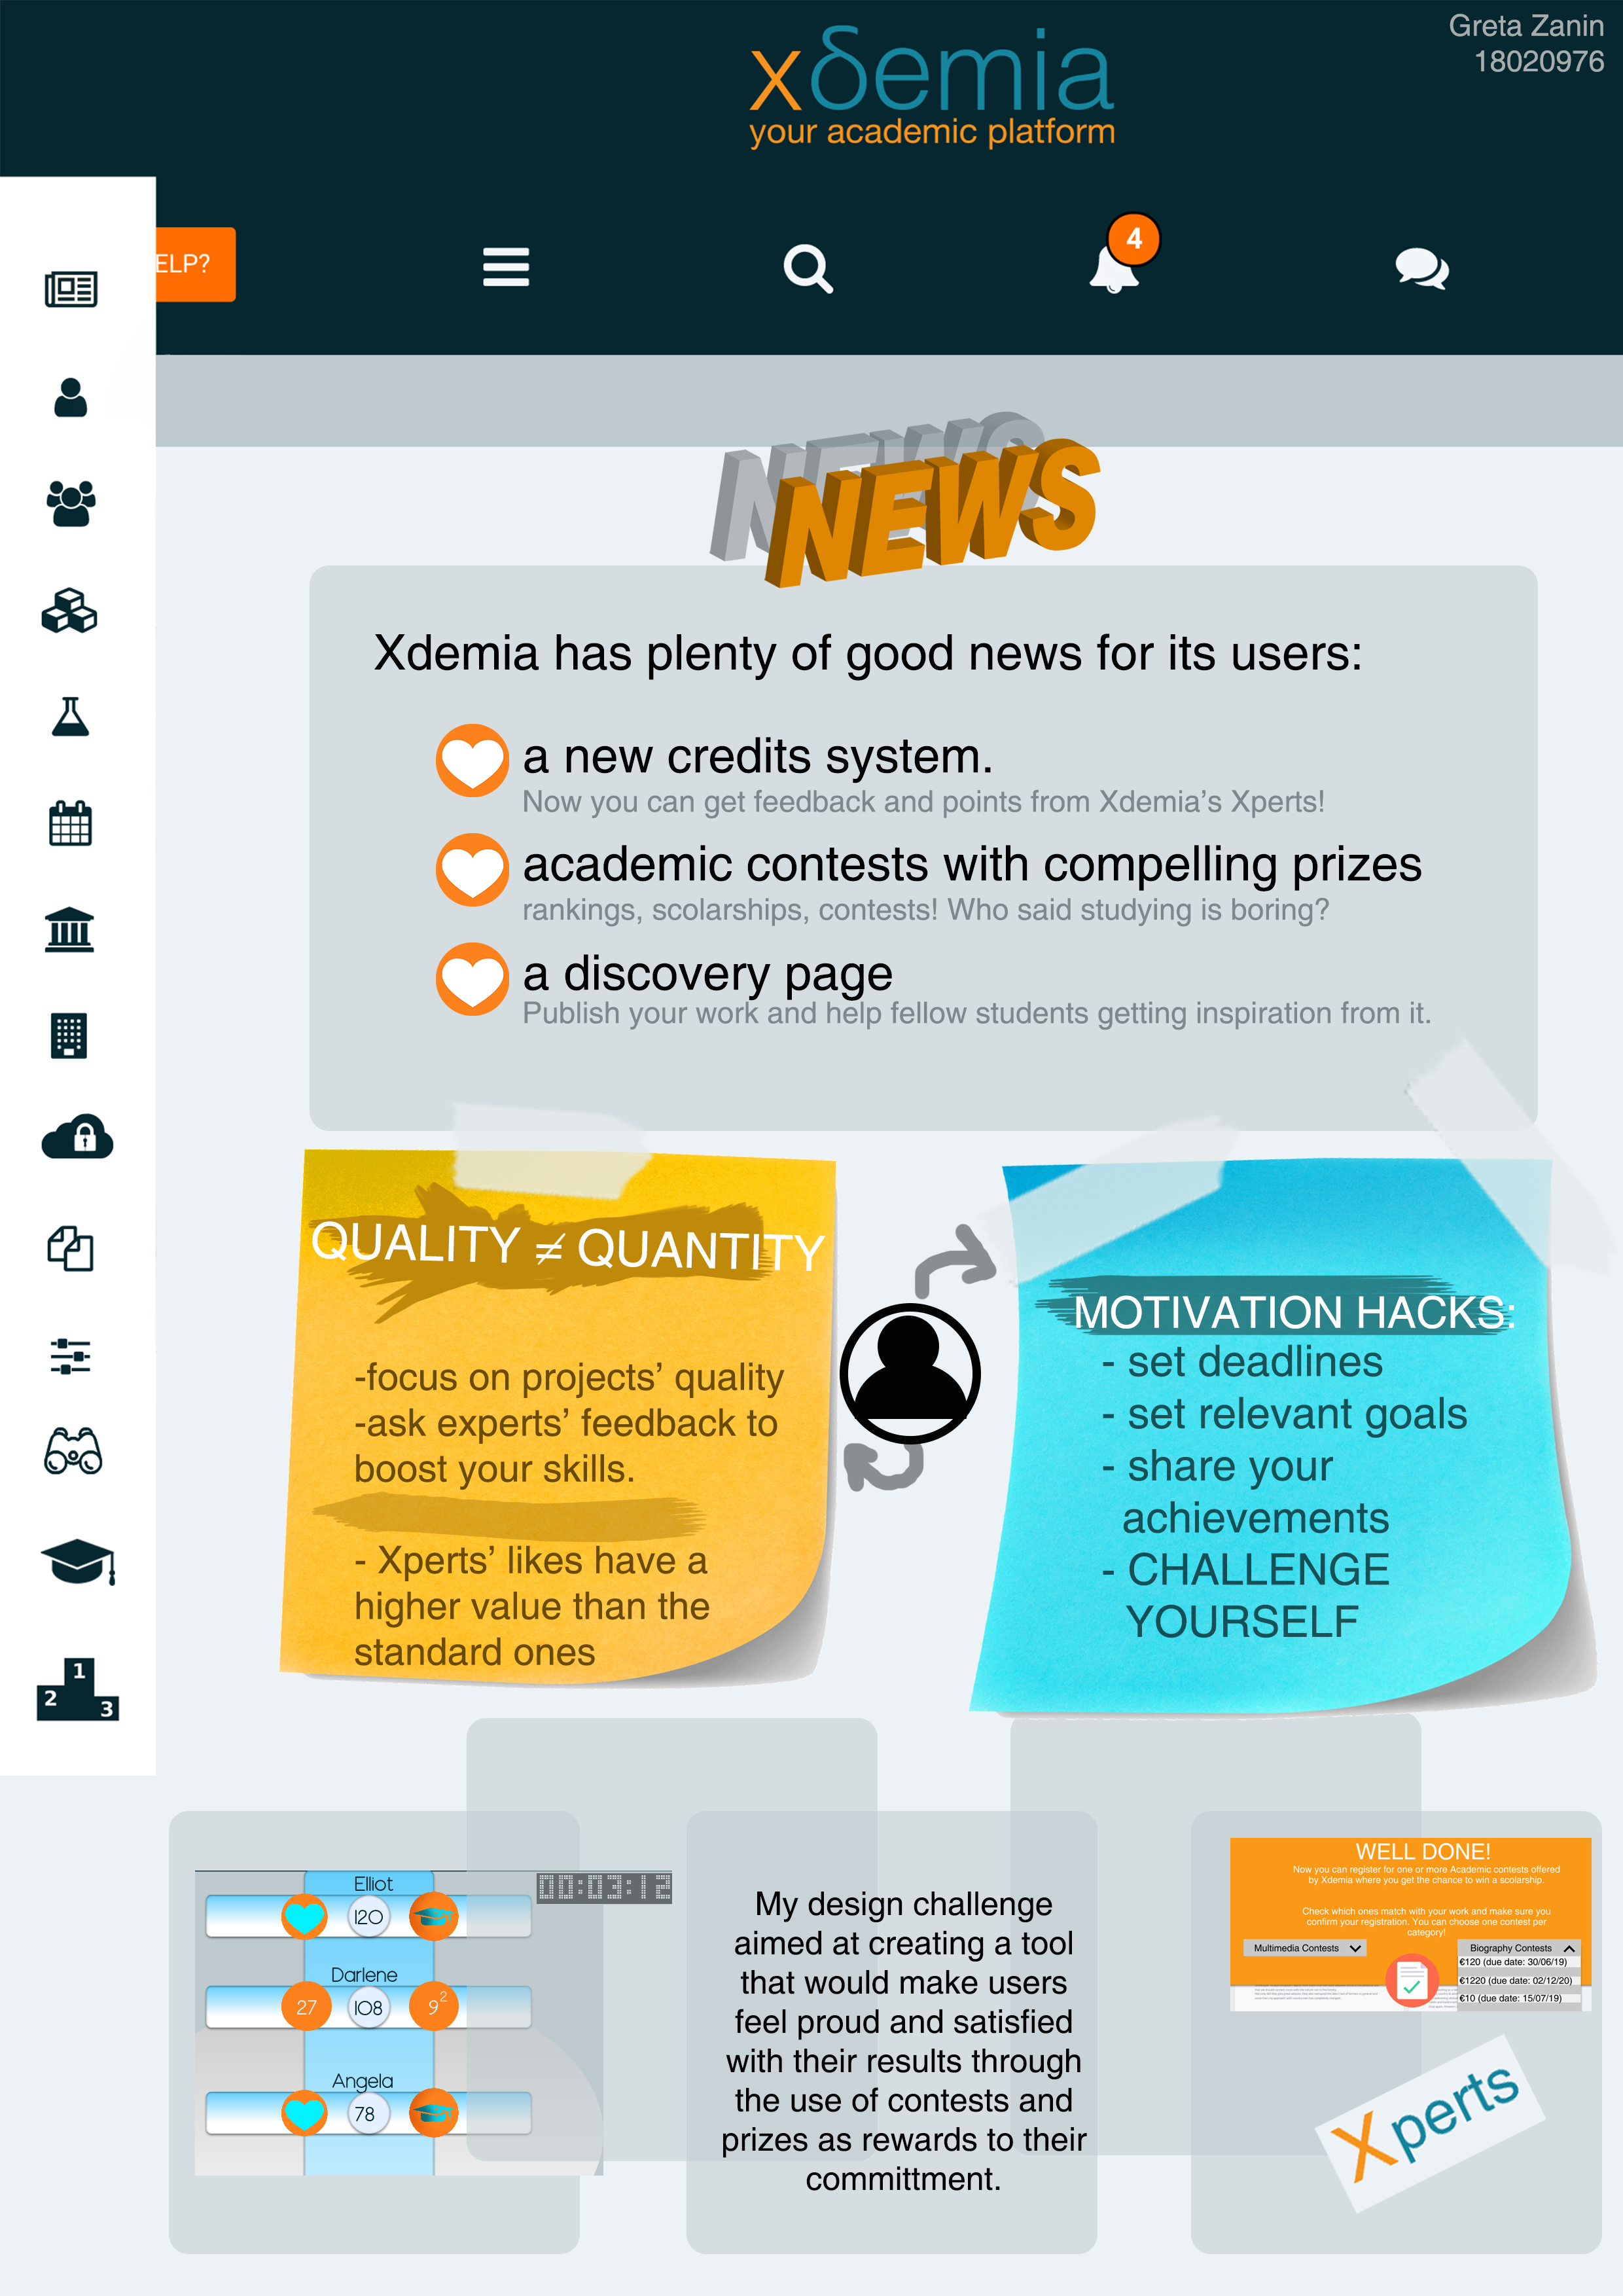 Greta Zanin
18020976
xδemia
your academic platform
ELP?
4
NEWS
NEWS
Xdemia has plenty of good news for its users:
a new credits system.
Now you can get feedback and points from Xdemia's Xperts!
academic contests with compelling prizes
rankings, scolarships, contests! Who said studying is boring?
a discovery page
Publish your work and help fellow students getting inspiration from it.
QUALITY ≠ QUANTITY
-focus on projects' quality
-ask experts' feedback to
boost your skills.
- Xperts' likes have a
higher value than the
standard ones
MOTIVATION HACKS:
- set deadlines
- set relevant goals
- share your
achievements
- CHALLENGE
YOURSELF
1
2
3
Elliot
120
00:03:12
Darlene
27
108
9²
Angela
78
My design challenge
aimed at creating a tool
that would make users
feel proud and satisfied
with their results through
the use of contests and
prizes as rewards to their
committment.
WELL DONE!
Now you can register for one or more Academic contests offered
by Xdemia where you get the chance to win a scolarship.
Check which ones match with your work and make sure you
confirm your registration. You can choose one contest per
category!
Multimedia Contests
Biography Contests
€120 (due date: 30/06/19)
€1220 (due date: 02/12/20)
€10 (due date: 15/07/19)
Xperts